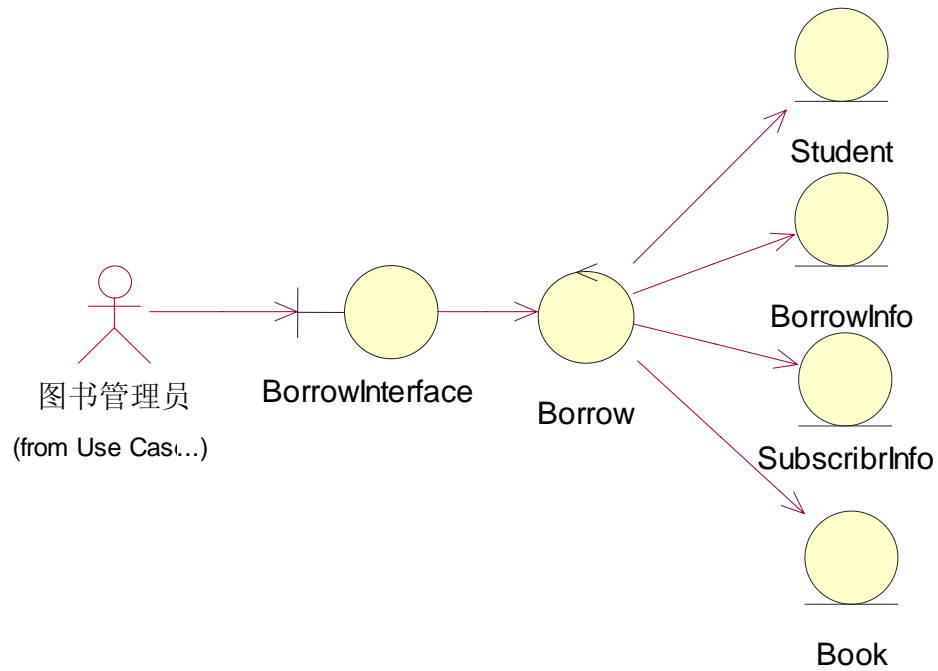 Student
BorrowInfo
图书管理员
(from Use Cas...)
BorrowInterface
Borrow
SubscribrInfo
Book